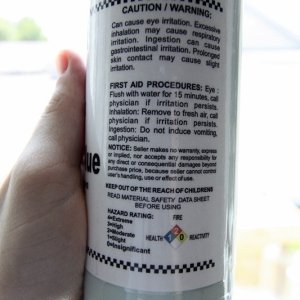 CAUTION / WARNING:
Can cause eye irritation. Excessive
inhalation may cause respiratory
irritation. Ingestion can cause
gastrointestinal irritation. Prolonged
skin contact may cause slight
irritation.
FIRST AID PROCEDURES: Eye :
Flush with water for 15 minutes, call
physician if irritation persists.
Inhalation: Remove to fresh air, call
physician if irritation persists.
Ingestion: Do not induce vomiting,
call physician.
NOTICE: Seller makes no warranty, express
or implied, nor accepts any responsibility for
any direct or consequential damages beyond
purchase price, because seller cannot control
user's handling, use or effect of use.
KEEP OUT OF THE REACH OF CHILDREN
READ MATERIAL SAFETY DATA SHEET
BEFORE USING
HAZARD RATING:
4=Extreme
3=High
2=Moderate
1=Slight
0=Insignificant
FIRE
HEALTH 1 2 0 REACTIVITY